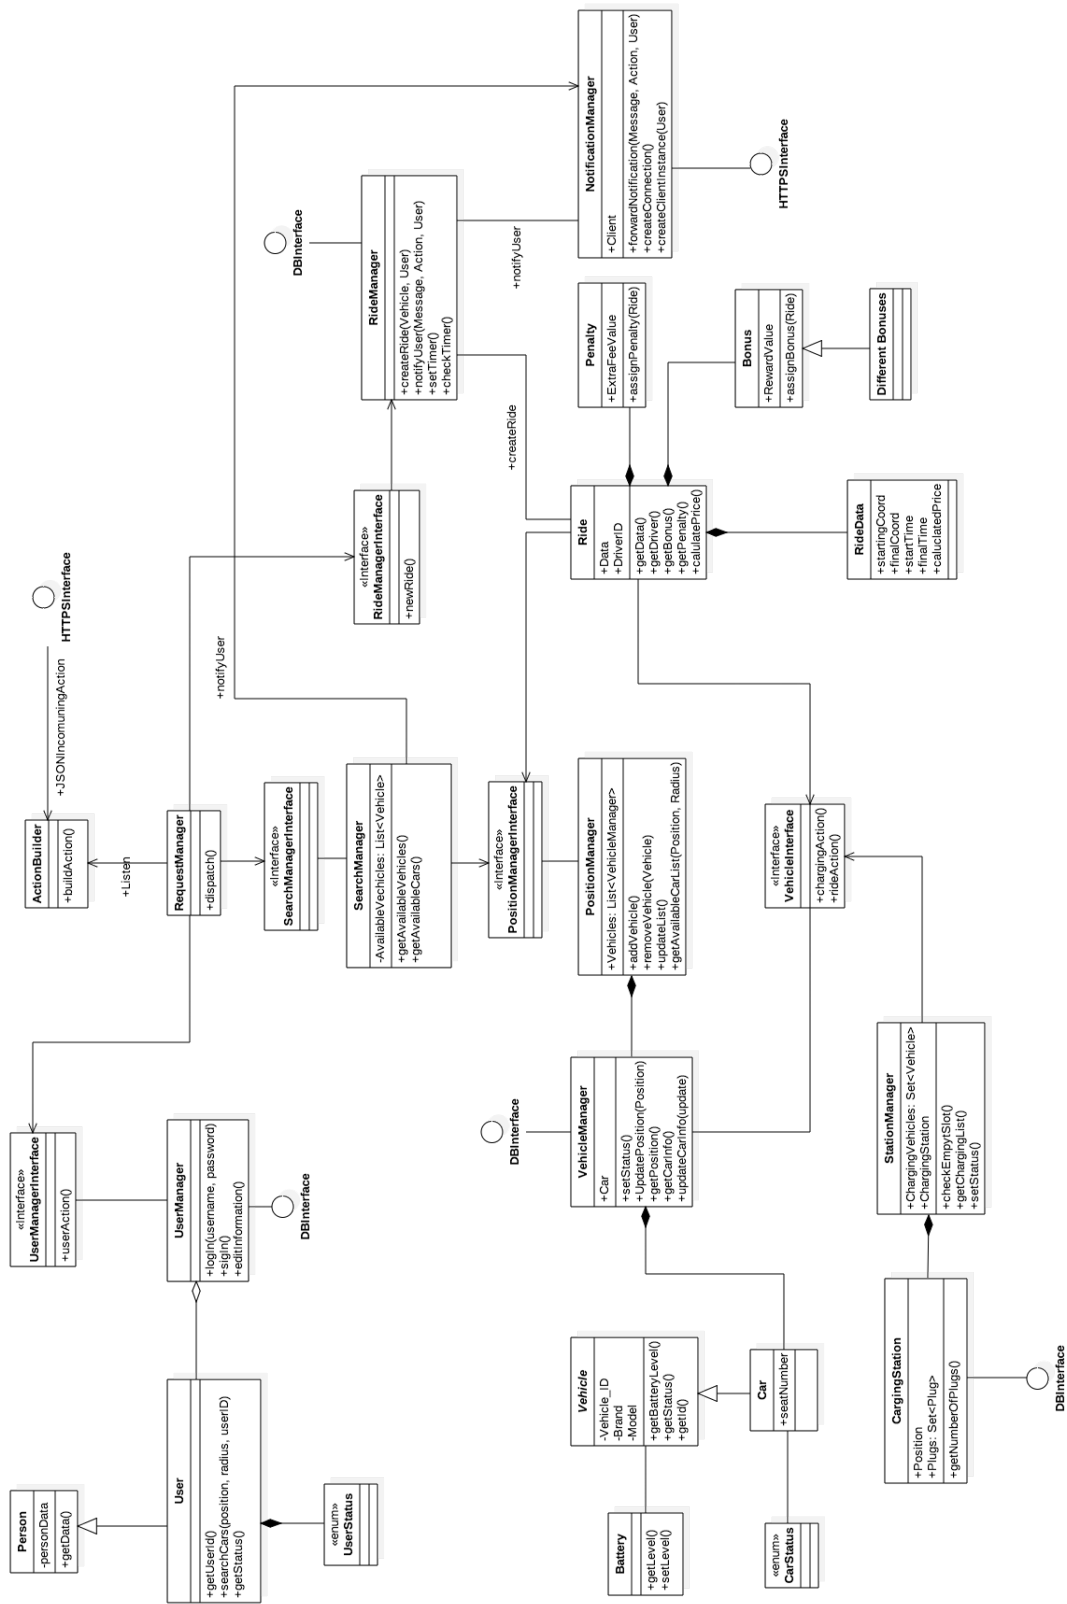 Person
-personData
+getData()
User
+getUserId()
+searchCars(position, radius, userID)
+getStatus()
«enum»
UserStatus
«Interface»
UserManagerInterface
+userAction()
UserManager
+logIn(username, password)
+sigIn()
+editInformation()
DBInterface
ActionBuilder
+buildAction()
+JSONIncomuningAction
HTTPSInterface
+Listen
RequestManager
+dispatch()
«Interface»
SearchManagerInterface
SearchManager
-AvailableVechicles: List<Vehicle>
+getAvailableVehicles()
+getAvailableCars()
+notifyUser
«Interface»
RideManagerInterface
+newRide()
DBInterface
RideManager
+createRide(Vehicle, User)
+notifyUser(Message, Action, User)
+setTimer()
+checkTimer()
+createRide
+notifyUser
NotificationManager
+Client
+forwardNotification(Message, Action, User)
+createConnection()
+createClientInstance(User)
HTTPSInterface
«Interface»
PositionManagerInterface
PositionManager
+Vehicles: List<VehicleManager>
+addVehicle()
+removeVehicle(Vehicle)
+updateList()
+getAvailableCarList(Position, Radius)
Ride
+Data
+DriverID
+getData()
+getDriver()
+getBonus()
+getPenalty()
+calulatePrice()
Penalty
+ExtraFeeValue
+assignPenalty(Ride)
Bonus
+RewardValue
+assignBonus(Ride)
Different Bonuses
RideData
+startingCoord
+finalCoord
+startTime
+finalTime
+caluclatedPrice
DBInterface
VehicleManager
+Car
+setStatus()
+UpdatePosition(Position)
+getPosition()
+getCarInfo()
+updateCarInfo(update)
«Interface»
VehicleInterface
+chargingAction()
+rideAction()
Vehicle
-Vehicle_ID
-Brand
-Model
+getBatteryLevel()
+getStatus()
+getId()
Battery
+getLevel()
+setLevel()
Car
+seatNumber
«enum»
CarStatus
StationManager
+ChargingVehicles: Set<Vehicle>
+ChargingStation
+checkEmpytSlot()
+getChargingList()
+setStatus()
CargingStation
+Position
+Plugs: Set<Plug>
+getNumberOfPlugs()
DBInterface